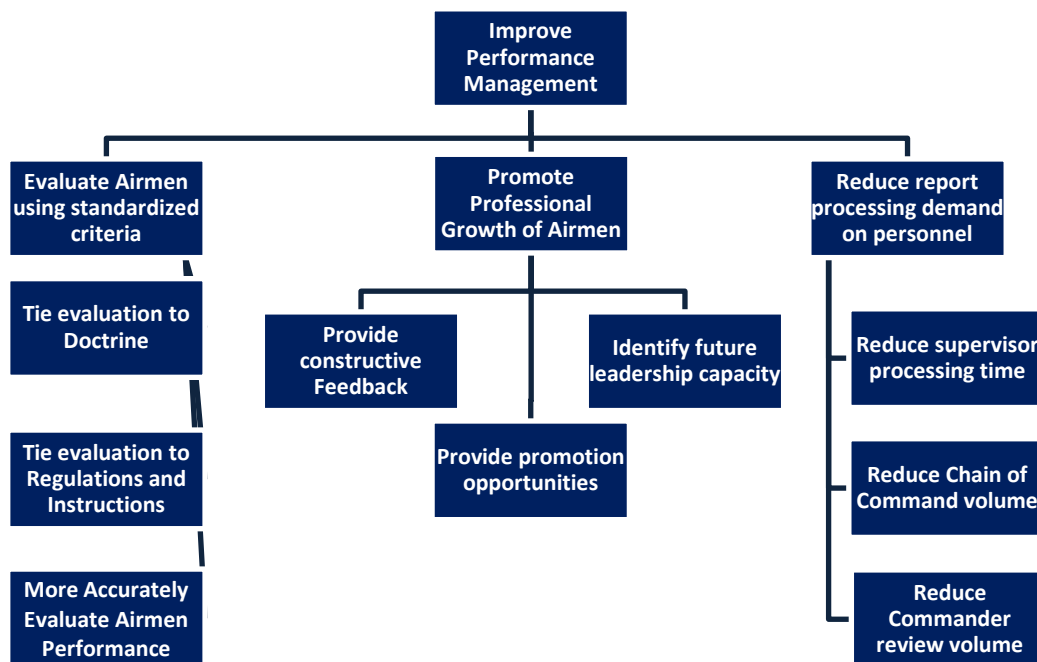 Improve
Performance
Management
Evaluate Airmen
using standardized
criteria
Promote
Professional
Growth of Airmen
Reduce report
processing demand
on personnel
Tie evaluation to
Doctrine
Tie evaluation to
Regulations and
Instructions
More Accurately
Evaluate Airmen
Performance
Provide
constructive
Feedback
Identify future
leadership capacity
Provide promotion
opportunities
Reduce supervisor
processing time
Reduce Chain of
Command volume
Reduce
Commander
review volume